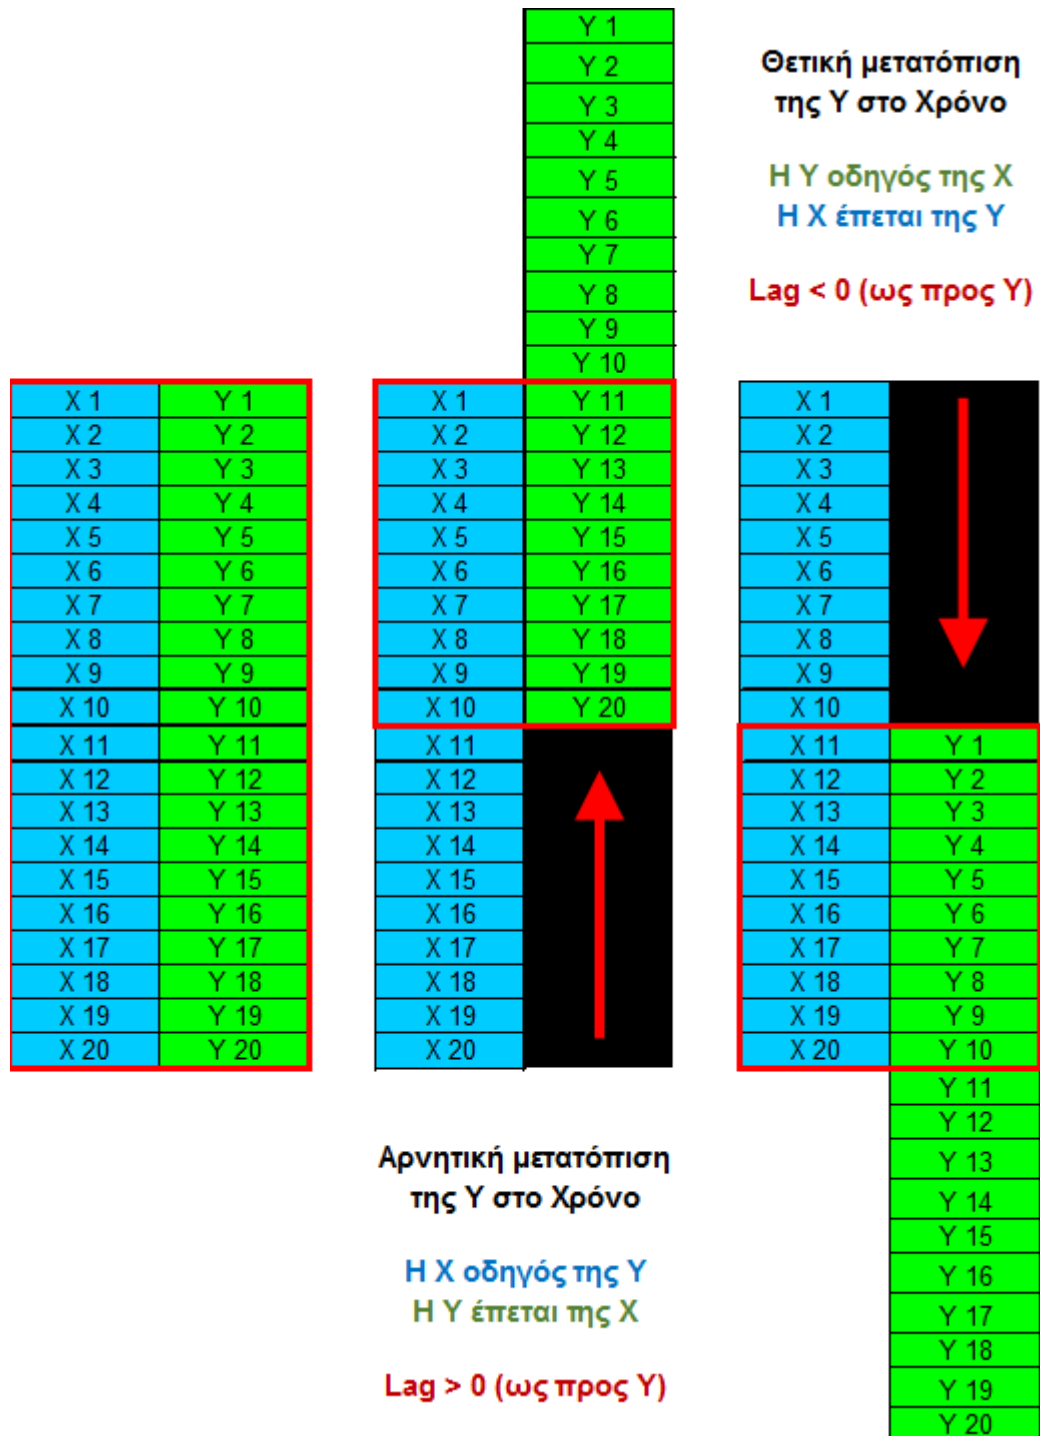 Y 1
Y 2
Y 3
Y 4
Y 5
Y 6
Y 7
Y 8
Y 9
Y 10
Θετική μετατόπιση
της Υ στο Χρόνο
Η Υ οδηγός της Χ
Η Χ έπεται της Υ
Lag < 0 (ως προς Υ)
X 1 Y 1 X 1 Y 11 X 1
X 2 Y 2 X 2 Y 12 X 2
X 3 Y 3 X 3 Y 13 X 3
X 4 Y 4 X 4 Y 14 X 4
X 5 Y 5 X 5 Y 15 X 5
X 6 Y 6 X 6 Y 16 X 6
X 7 Y 7 X 7 Y 17 X 7
X 8 Y 8 X 8 Y 18 X 8
X 9 Y 9 X 9 Y 19 X 9
X 10 Y 10 X 10 Y 20 X 10
X 11 Y 11 X 11 X 11 Y 1
X 12 Y 12 X 12 X 12 Y 2
X 13 Y 13 X 13 X 13 Y 3
X 14 Y 14 X 14 X 14 Y 4
X 15 Y 15 X 15 X 15 Y 5
X 16 Y 16 X 16 X 16 Y 6
X 17 Y 17 X 17 X 17 Y 7
X 18 Y 18 X 18 X 18 Y 8
X 19 Y 19 X 19 X 19 Y 9
X 20 Y 20 X 20 X 20 Y 10
Αρνητική μετατόπιση
της Υ στο Χρόνο
Η Χ οδηγός της Υ
Η Υ έπεται της Χ
Lag > 0 (ως προς Υ)
Y 11
Y 12
Y 13
Y 14
Y 15
Y 16
Y 17
Y 18
Y 19
Y 20